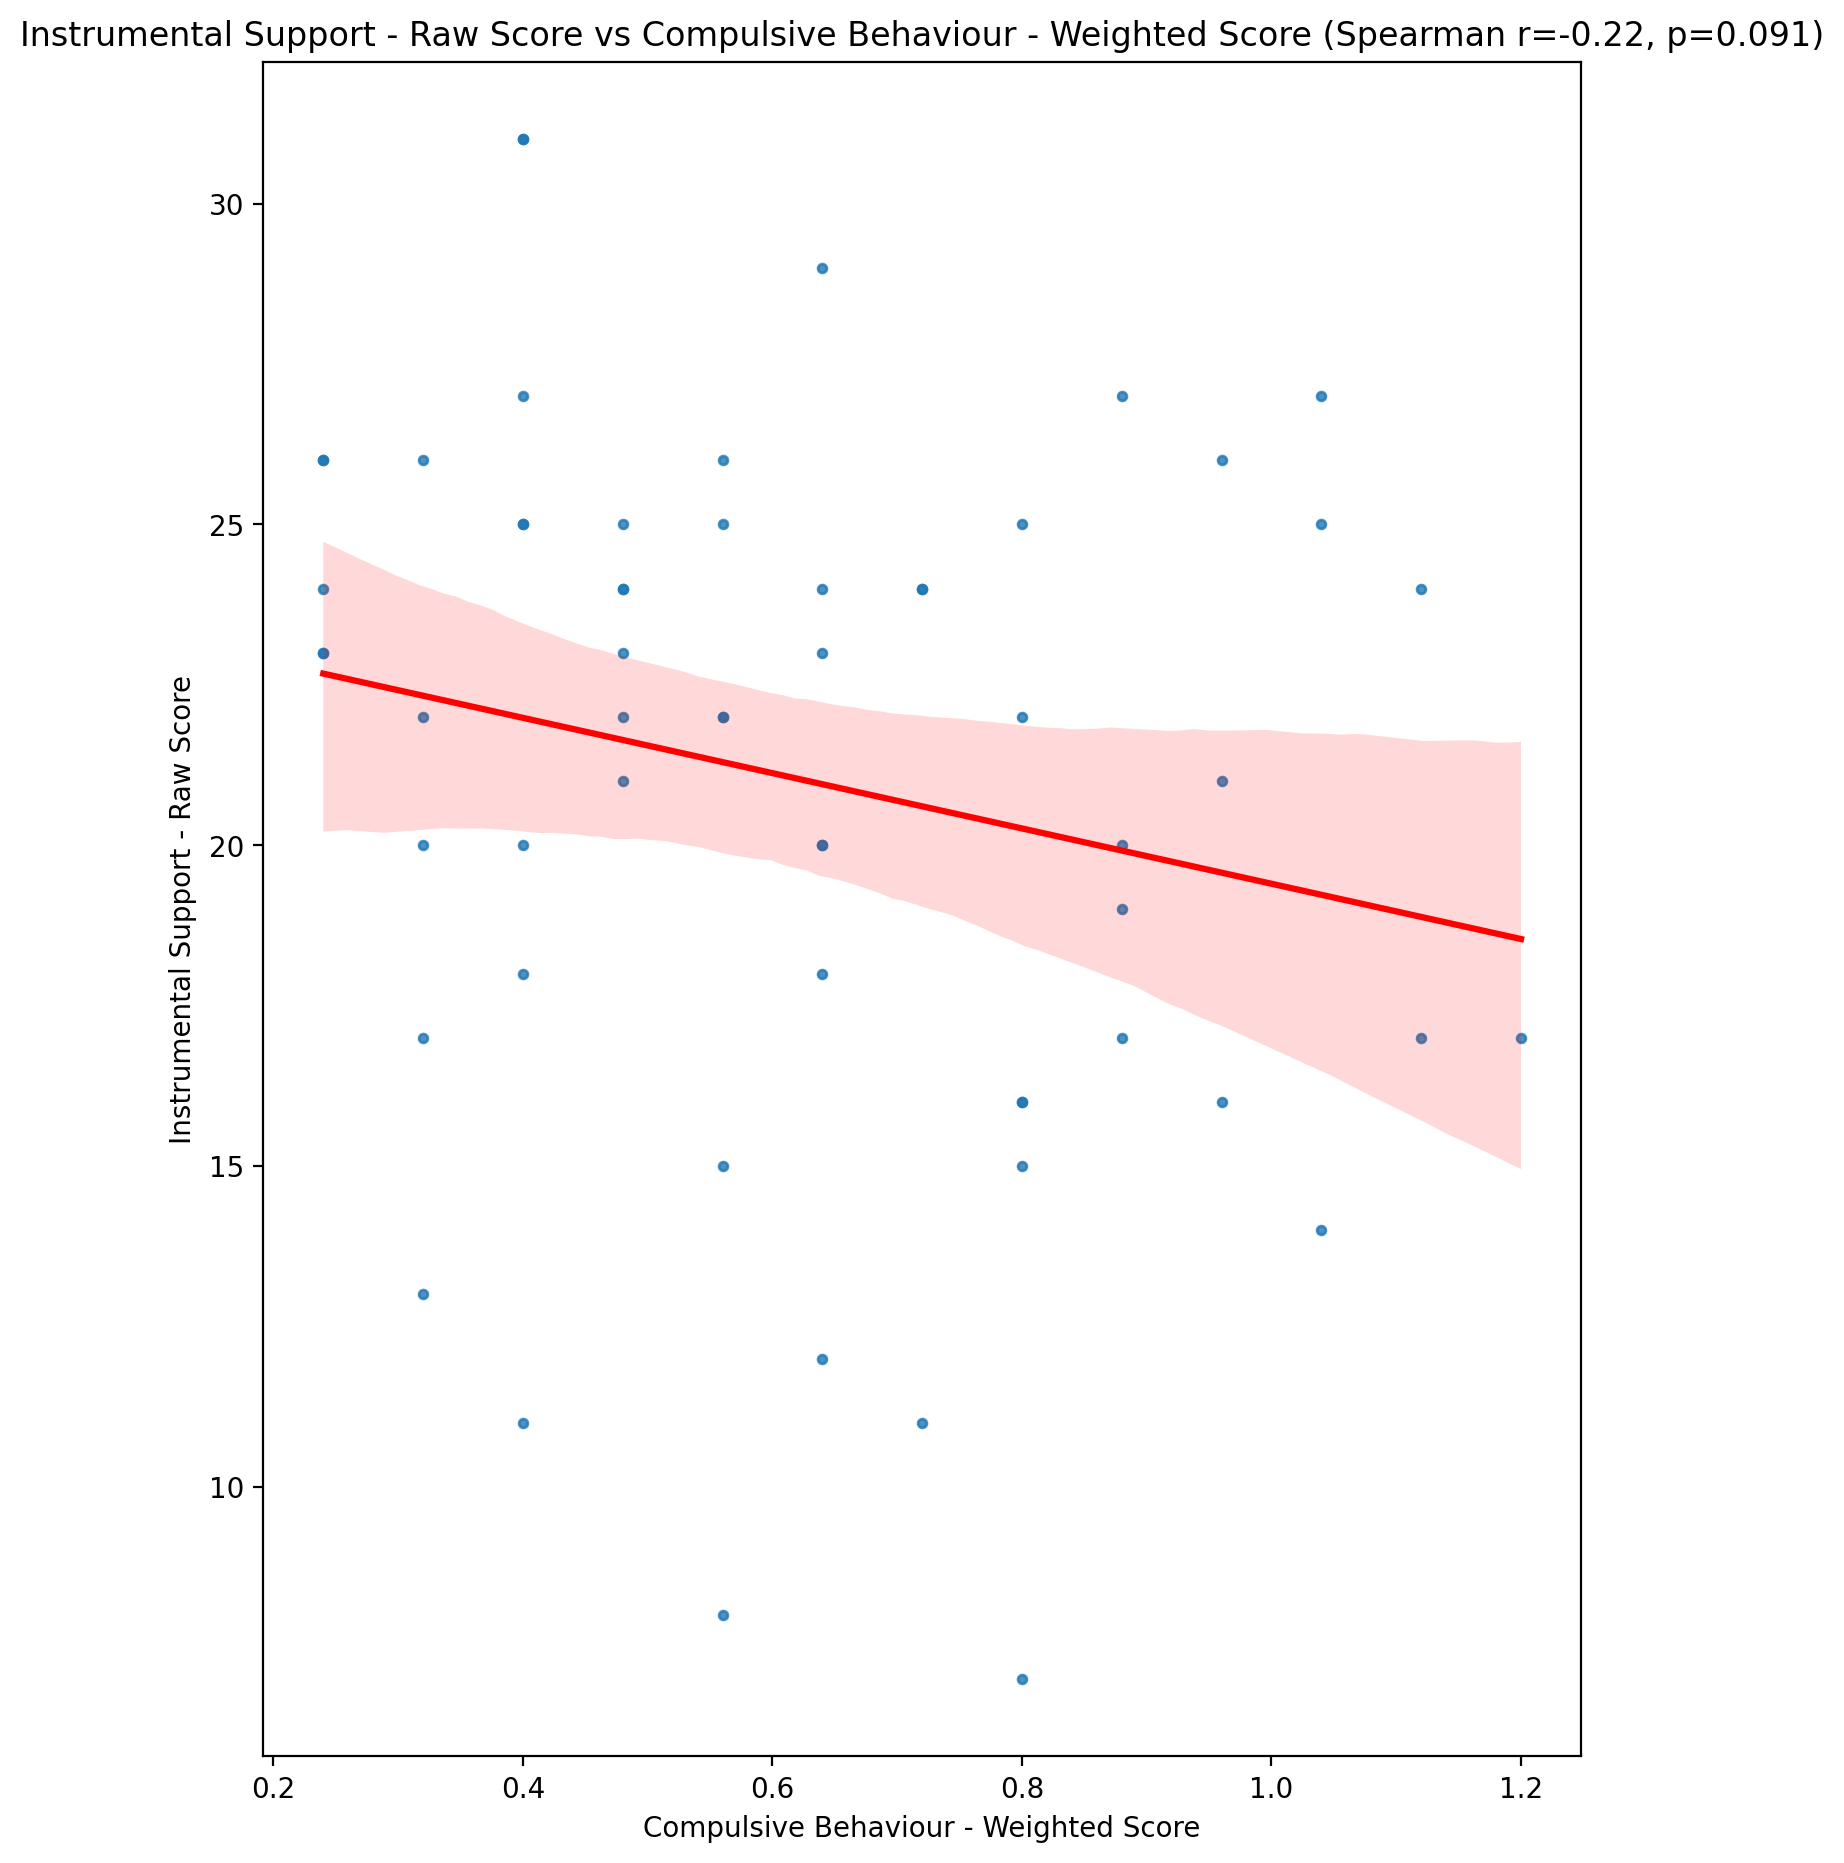 Instrumental Support - Raw Score vs Compulsive Behaviour - Weighted Score (Spearman r=-0.22, p=0.091)
30
25
20
15
10
Instrumental Support - Raw Score
0.2 0.4 0.6 0.8 1.0 1.2
Compulsive Behaviour - Weighted Score